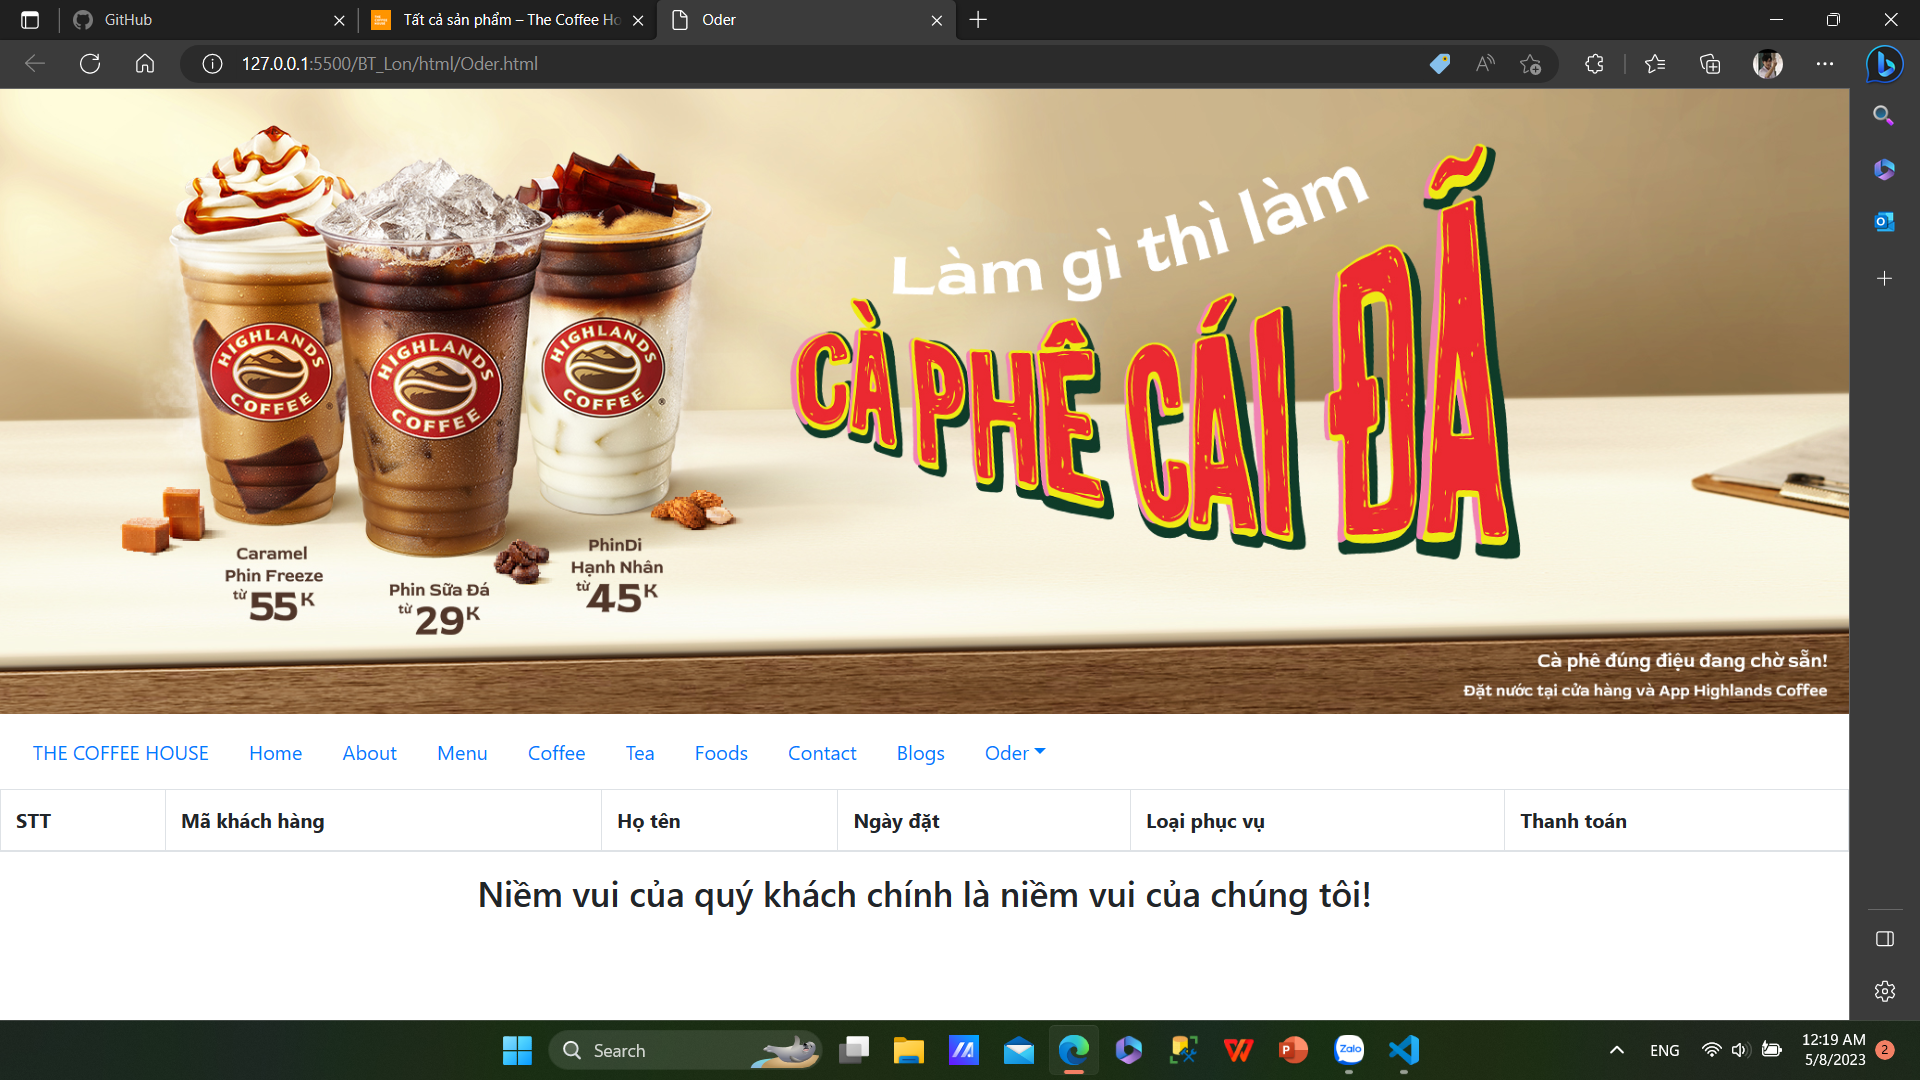 GitHub
Tất cả sản phẩm – The Coffee Ho
Oder
127.0.0.1:5500/BT_Lon/html/Oder.html
Làm gì thì làm
CÀ PHÊ CÁI ĐÃ
HIGHLANDS COFFEE
HIGHLANDS COFFEE
HIGHLANDS COFFEE
Caramel
Phin Freeze
từ 55K
Phin Sữa Đá
từ 29K
PhinDi
Hạnh Nhân
từ 45K
Cà phê đúng điệu đang chờ sẵn!
Đặt nước tại cửa hàng và App Highlands Coffee
THE COFFEE HOUSE Home About Menu Coffee Tea Foods Contact Blogs Oder
STT Mã khách hàng Họ tên Ngày đặt Loại phục vụ Thanh toán
Niềm vui của quý khách chính là niềm vui của chúng tôi!
Search
Zalo
ENG
12:19 AM
5/8/2023
2